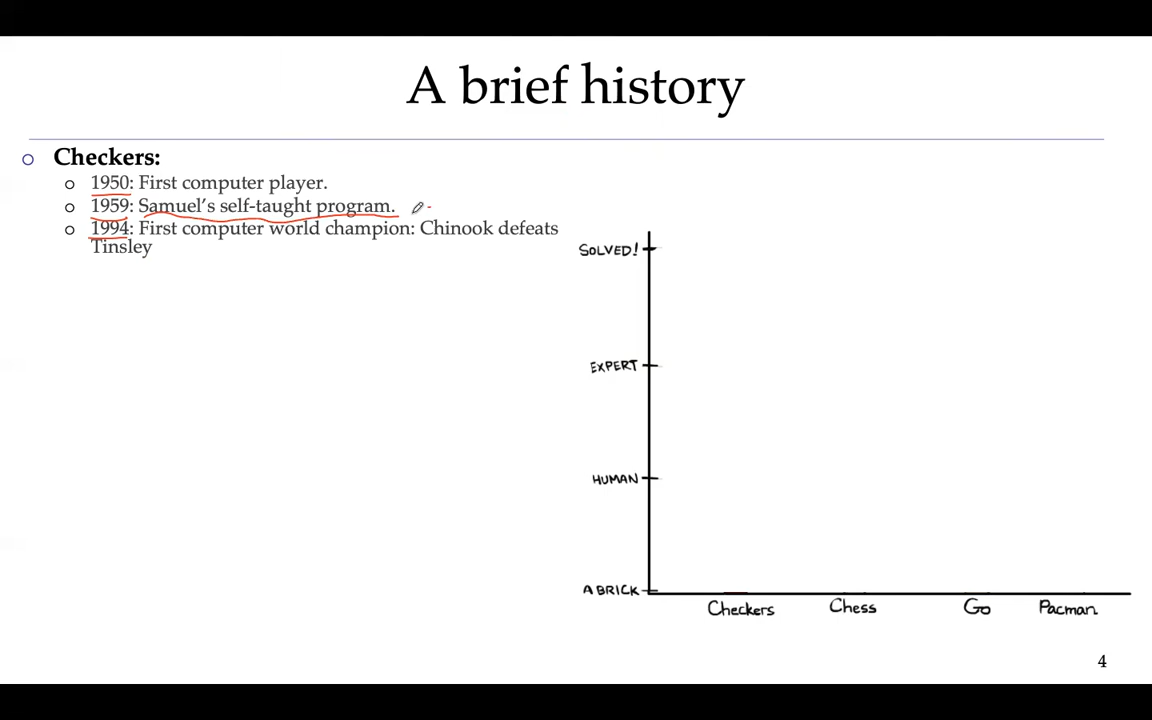 A brief history
Checkers:
1950: First computer player.
1959: Samuel's self-taught program.
1994: First computer world champion: Chinook defeats
Tinsley
SOLVED!
EXPERT
HUMAN
A BRICK
Checkers Chess Go Pacman
4